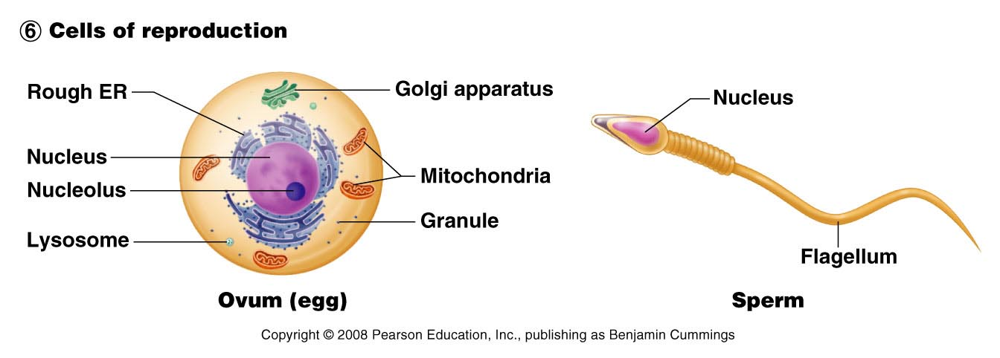 ⑥ Cells of reproduction
Rough ER
Nucleus
Nucleolus
Lysosome
Golgi apparatus
Mitochondria
Granule
Ovum (egg)
Nucleus
Flagellum
Sperm
Copyright © 2008 Pearson Education, Inc., publishing as Benjamin Cummings